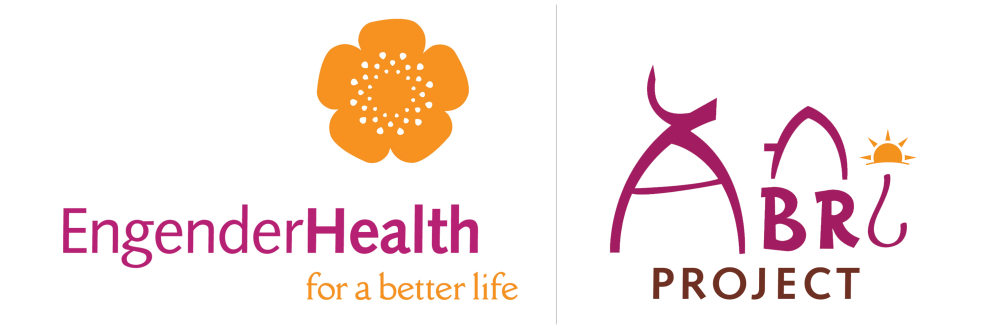 EngenderHealth
for a better life
ABRi
PROJECT